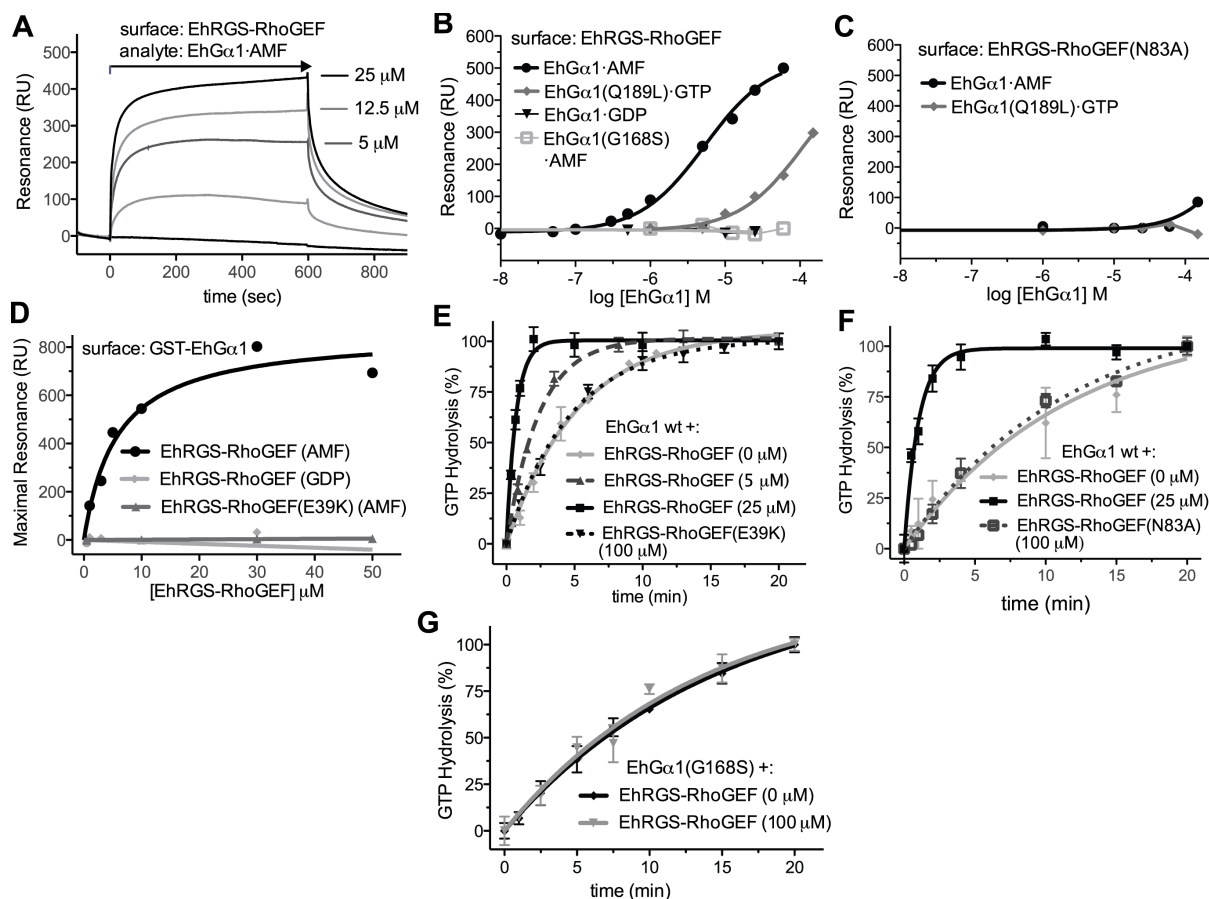 A
surface: EhRGS-RhoGEF
analyte: EhGα1·AMF
25 µM
12.5 µM
5 µM
500
400
300
200
100
0
Resonance (RU)
0 200 400 600 800
time (sec)
B
surface: EhRGS-RhoGEF
EhGα1·AMF
EhGα1(Q189L)·GTP
EhGα1·GDP
EhGα1(G168S)
·AMF
600
500
400
300
200
100
0
Resonance (RU)
-8 -7 -6 -5 -4
log [EhGα1] M
C
surface: EhRGS-RhoGEF(N83A)
EhGα1·AMF
EhGα1(Q189L)·GTP
600
500
400
300
200
100
0
Resonance (RU)
-8 -7 -6 -5 -4
log [EhGα1] M
D
surface: GST-EhGα1
EhRGS-RhoGEF (AMF)
EhRGS-RhoGEF (GDP)
EhRGS-RhoGEF(E39K) (AMF)
800
600
400
200
0
Maximal Resonance (RU)
0 10 20 30 40 50
[EhRGS-RhoGEF] µM
E
EhGα1 wt +:
EhRGS-RhoGEF (0 µM)
EhRGS-RhoGEF (5 µM)
EhRGS-RhoGEF (25 µM)
EhRGS-RhoGEF(E39K)
(100 µM)
100
75
50
25
0
GTP Hydrolysis (%)
0 5 10 15 20
time (min)
F
EhGα1 wt +:
EhRGS-RhoGEF (0 µM)
EhRGS-RhoGEF (25 µM)
EhRGS-RhoGEF(N83A)
(100 µM)
100
75
50
25
0
GTP Hydrolysis (%)
0 5 10 15 20
time (min)
G
EhGα1(G168S) +:
EhRGS-RhoGEF (0 µM)
EhRGS-RhoGEF (100 µM)
100
75
50
25
0
GTP Hydrolysis (%)
0 5 10 15 20
time (min)